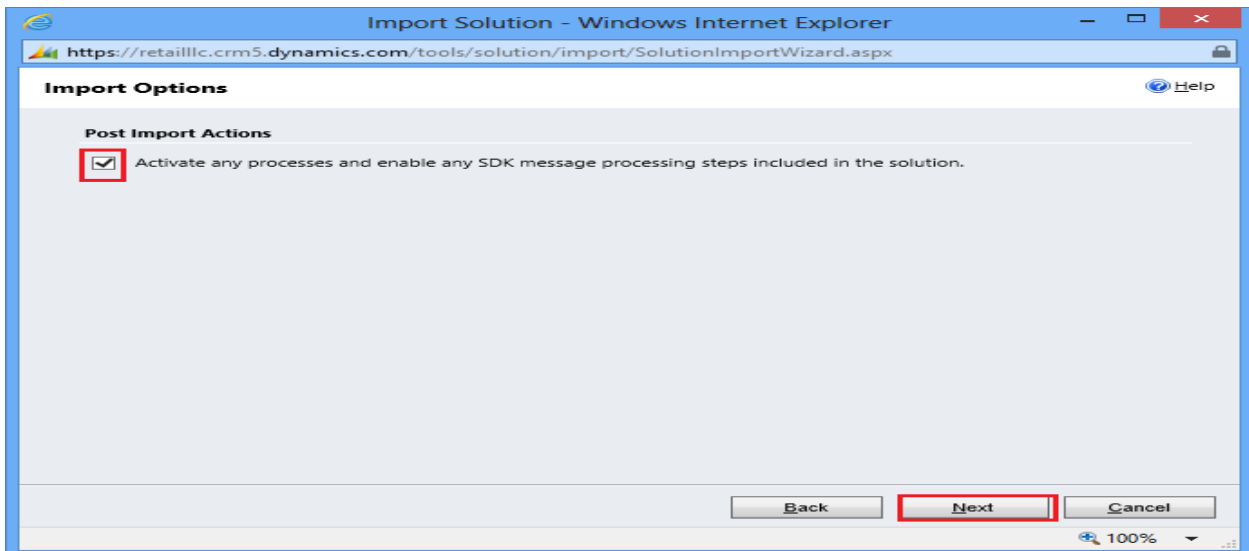 Import Solution - Windows Internet Explorer
https://retailllc.crm5.dynamics.com/tools/solution/import/SolutionImportWizard.aspx
Import Options
Help
Post Import Actions
Activate any processes and enable any SDK message processing steps included in the solution.
Back Next Cancel
100%